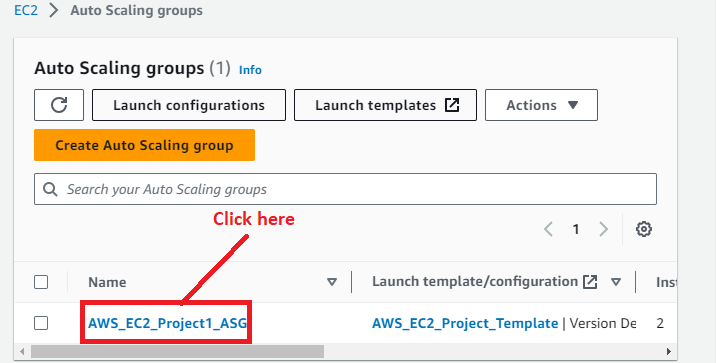 EC2 > Auto Scaling groups
Auto Scaling groups (1) Info
Launch configurations Launch templates Actions
Create Auto Scaling group
Search your Auto Scaling groups
Click here
1
Name Launch template/configuration Inst
AWS_EC2_Project1_ASG AWS_EC2_Project_Template | Version De 2